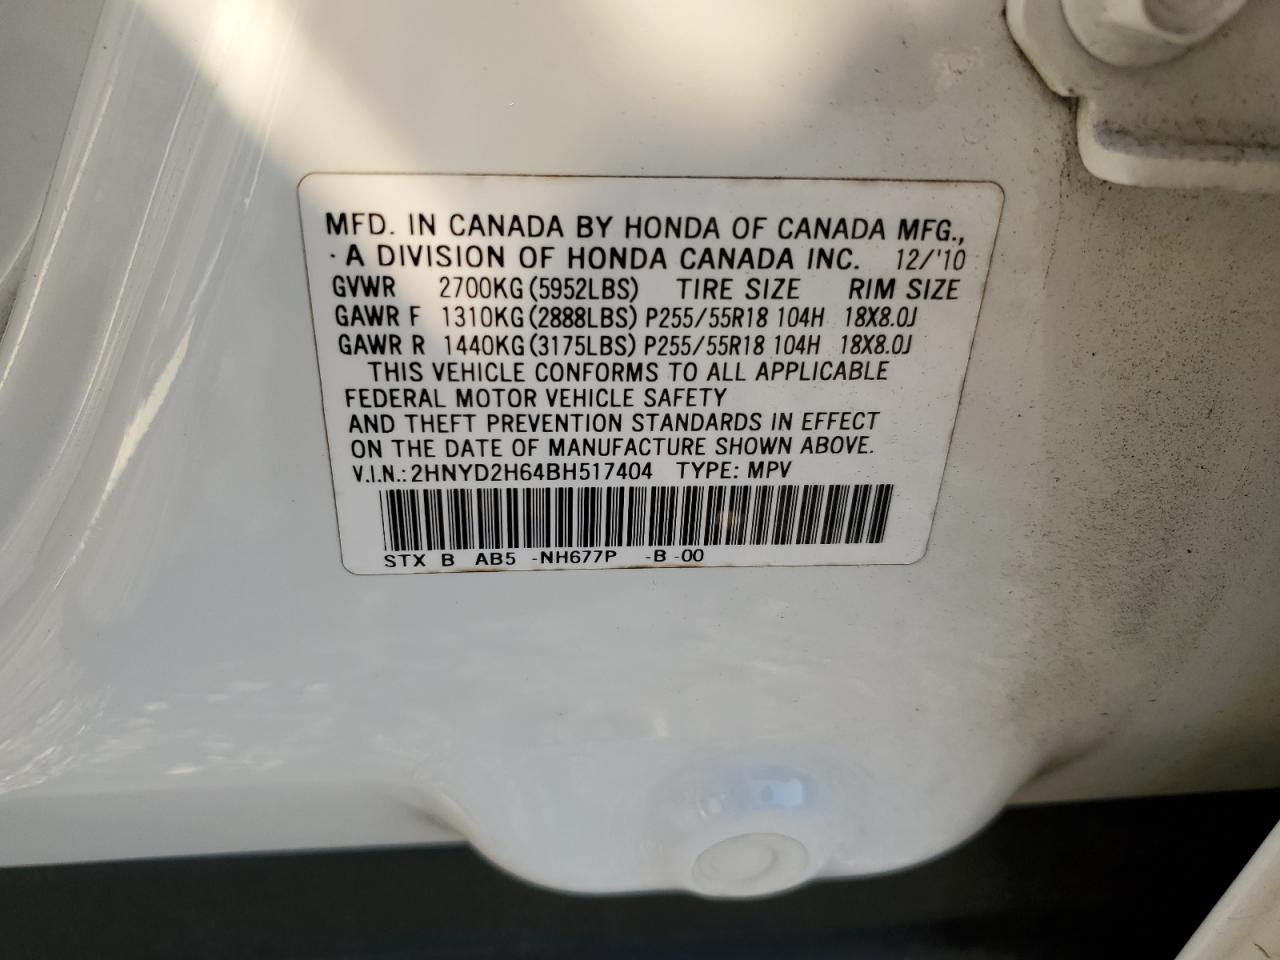 MFD. IN CANADA BY HONDA OF CANADA MFG.,
A DIVISION OF HONDA CANADA INC. 12/'10
GVWR 2700KG (5952LBS) TIRE SIZE RIM SIZE
GAWR F 1310KG (2888LBS) P255/55R18 104H 18X8.0J
GAWR R 1440KG (3175LBS) P255/55R18 104H 18X8.0J
THIS VEHICLE CONFORMS TO ALL APPLICABLE
FEDERAL MOTOR VEHICLE SAFETY
AND THEFT PREVENTION STANDARDS IN EFFECT
ON THE DATE OF MANUFACTURE SHOWN ABOVE.
V.I.N.: 2HNYD2H64BH517404 TYPE: MPV
STX B AB5 -NH677P -B -00